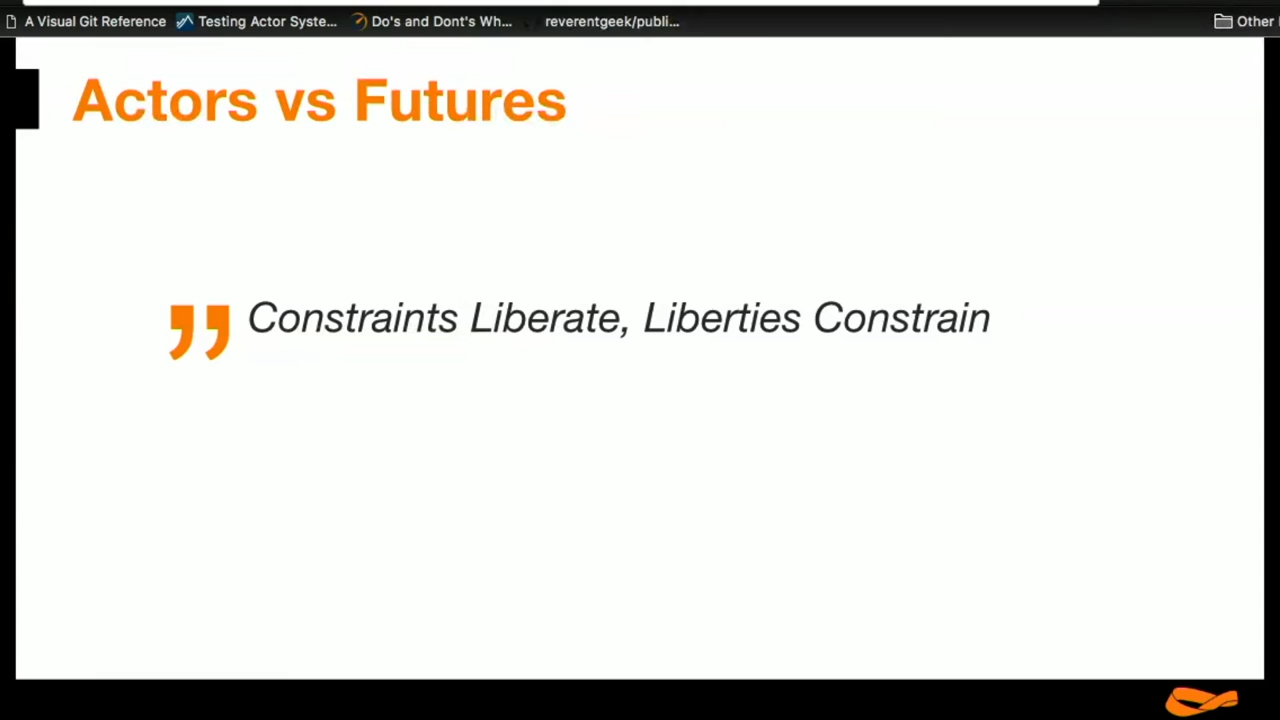 A Visual Git Reference Testing Actor Syste... Do's and Dont's Wh... reverentgeek/publi... Other
Actors vs Futures
” Constraints Liberate, Liberties Constrain